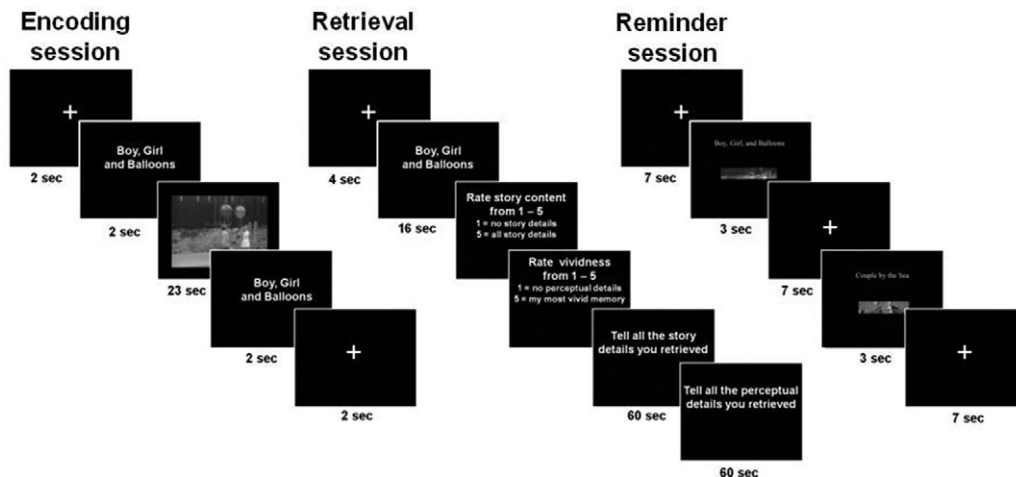 Encoding
session
2 sec
Boy, Girl
and Balloons
2 sec
23 sec
Boy, Girl
and Balloons
2 sec
2 sec
Retrieval
session
4 sec
Boy, Girl
and Balloons
16 sec
Rate story content
from 1 – 5
1 = no story details
5 = all story details
Rate vividness
from 1 – 5
1 = no perceptual details
5 = my most vivid memory
Tell all the story
details you retrieved
60 sec
Tell all the perceptual
details you retrieved
60 sec
Reminder
session
7 sec
Boy, Girl, and Balloons
3 sec
7 sec
Couple by the Sea
3 sec
7 sec